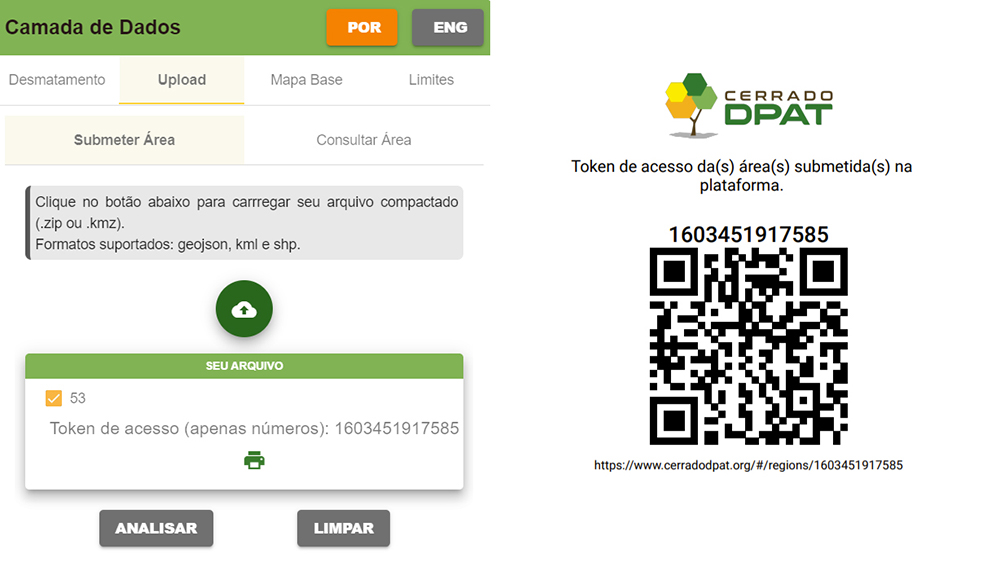 Camada de Dados
POR
ENG
Desmatamento
Upload
Mapa Base
Limites
Submeter Área
Consultar Área
Clique no botão abaixo para carrregar seu arquivo compactado
(.zip ou .kmz).
Formatos suportados: geojson, kml e shp.
SEU ARQUIVO
53
Token de acesso (apenas números): 1603451917585
ANALISAR
LIMPAR
CERRADO
DPAT
Token de acesso da(s) área(s) submetida(s) na
plataforma.
1603451917585
https://www.cerradodpat.org/#/regions/1603451917585